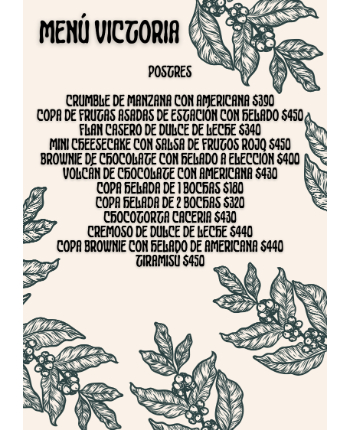 MENÚ VICTORIA
POSTRES
CRUMBLE DE MANZANA CON AMERICANA $390
COPA DE FRUTAS ASADAS DE ESTACIÓN CON HELADO $450
FLAN CASERO DE DULCE DE LECHE $340
MINI CHEESECAKE CON SALSA DE FRUTOS ROJO $450
BROWNIE DE CHOCOLATE CON HELADO A ELECCIÓN $400
VOLCÁN DE CHOCOLATE CON AMERICANA $430
COPA HELADA DE 1 BOCHAS $180
COPA HELADA DE 2 BOCHAS $320
CHOCOTORTA CACERIA $430
CREMOSO DE DULCE DE LECHE $440
COPA BROWNIE CON HELADO DE AMERICANA $440
TIRAMISÚ $450